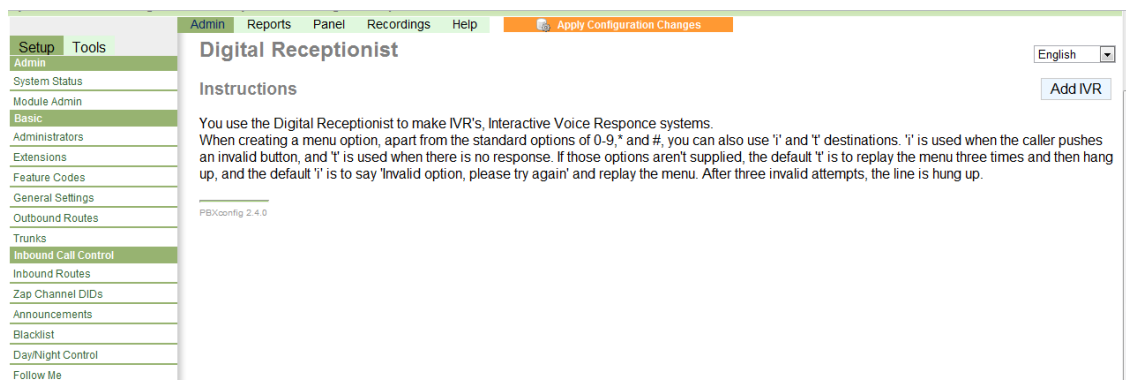 Admin Reports Panel Recordings Help Apply Configuration Changes
Setup Tools
Admin
System Status
Module Admin
Basic
Administrators
Extensions
Feature Codes
General Settings
Outbound Routes
Trunks
Inbound Call Control
Inbound Routes
Zap Channel DIDs
Announcements
Blacklist
Day/Night Control
Follow Me
Digital Receptionist
English
Instructions
Add IVR
You use the Digital Receptionist to make IVR's, Interactive Voice Responce systems.
When creating a menu option, apart from the standard options of 0-9,* and #, you can also use 'i' and 't' destinations. 'i' is used when the caller pushes
an invalid button, and 't' is used when there is no response. If those options aren't supplied, the default 't' is to replay the menu three times and then hang
up, and the default 'i' is to say 'Invalid option, please try again' and replay the menu. After three invalid attempts, the line is hung up.
PBXconfig 2.4.0